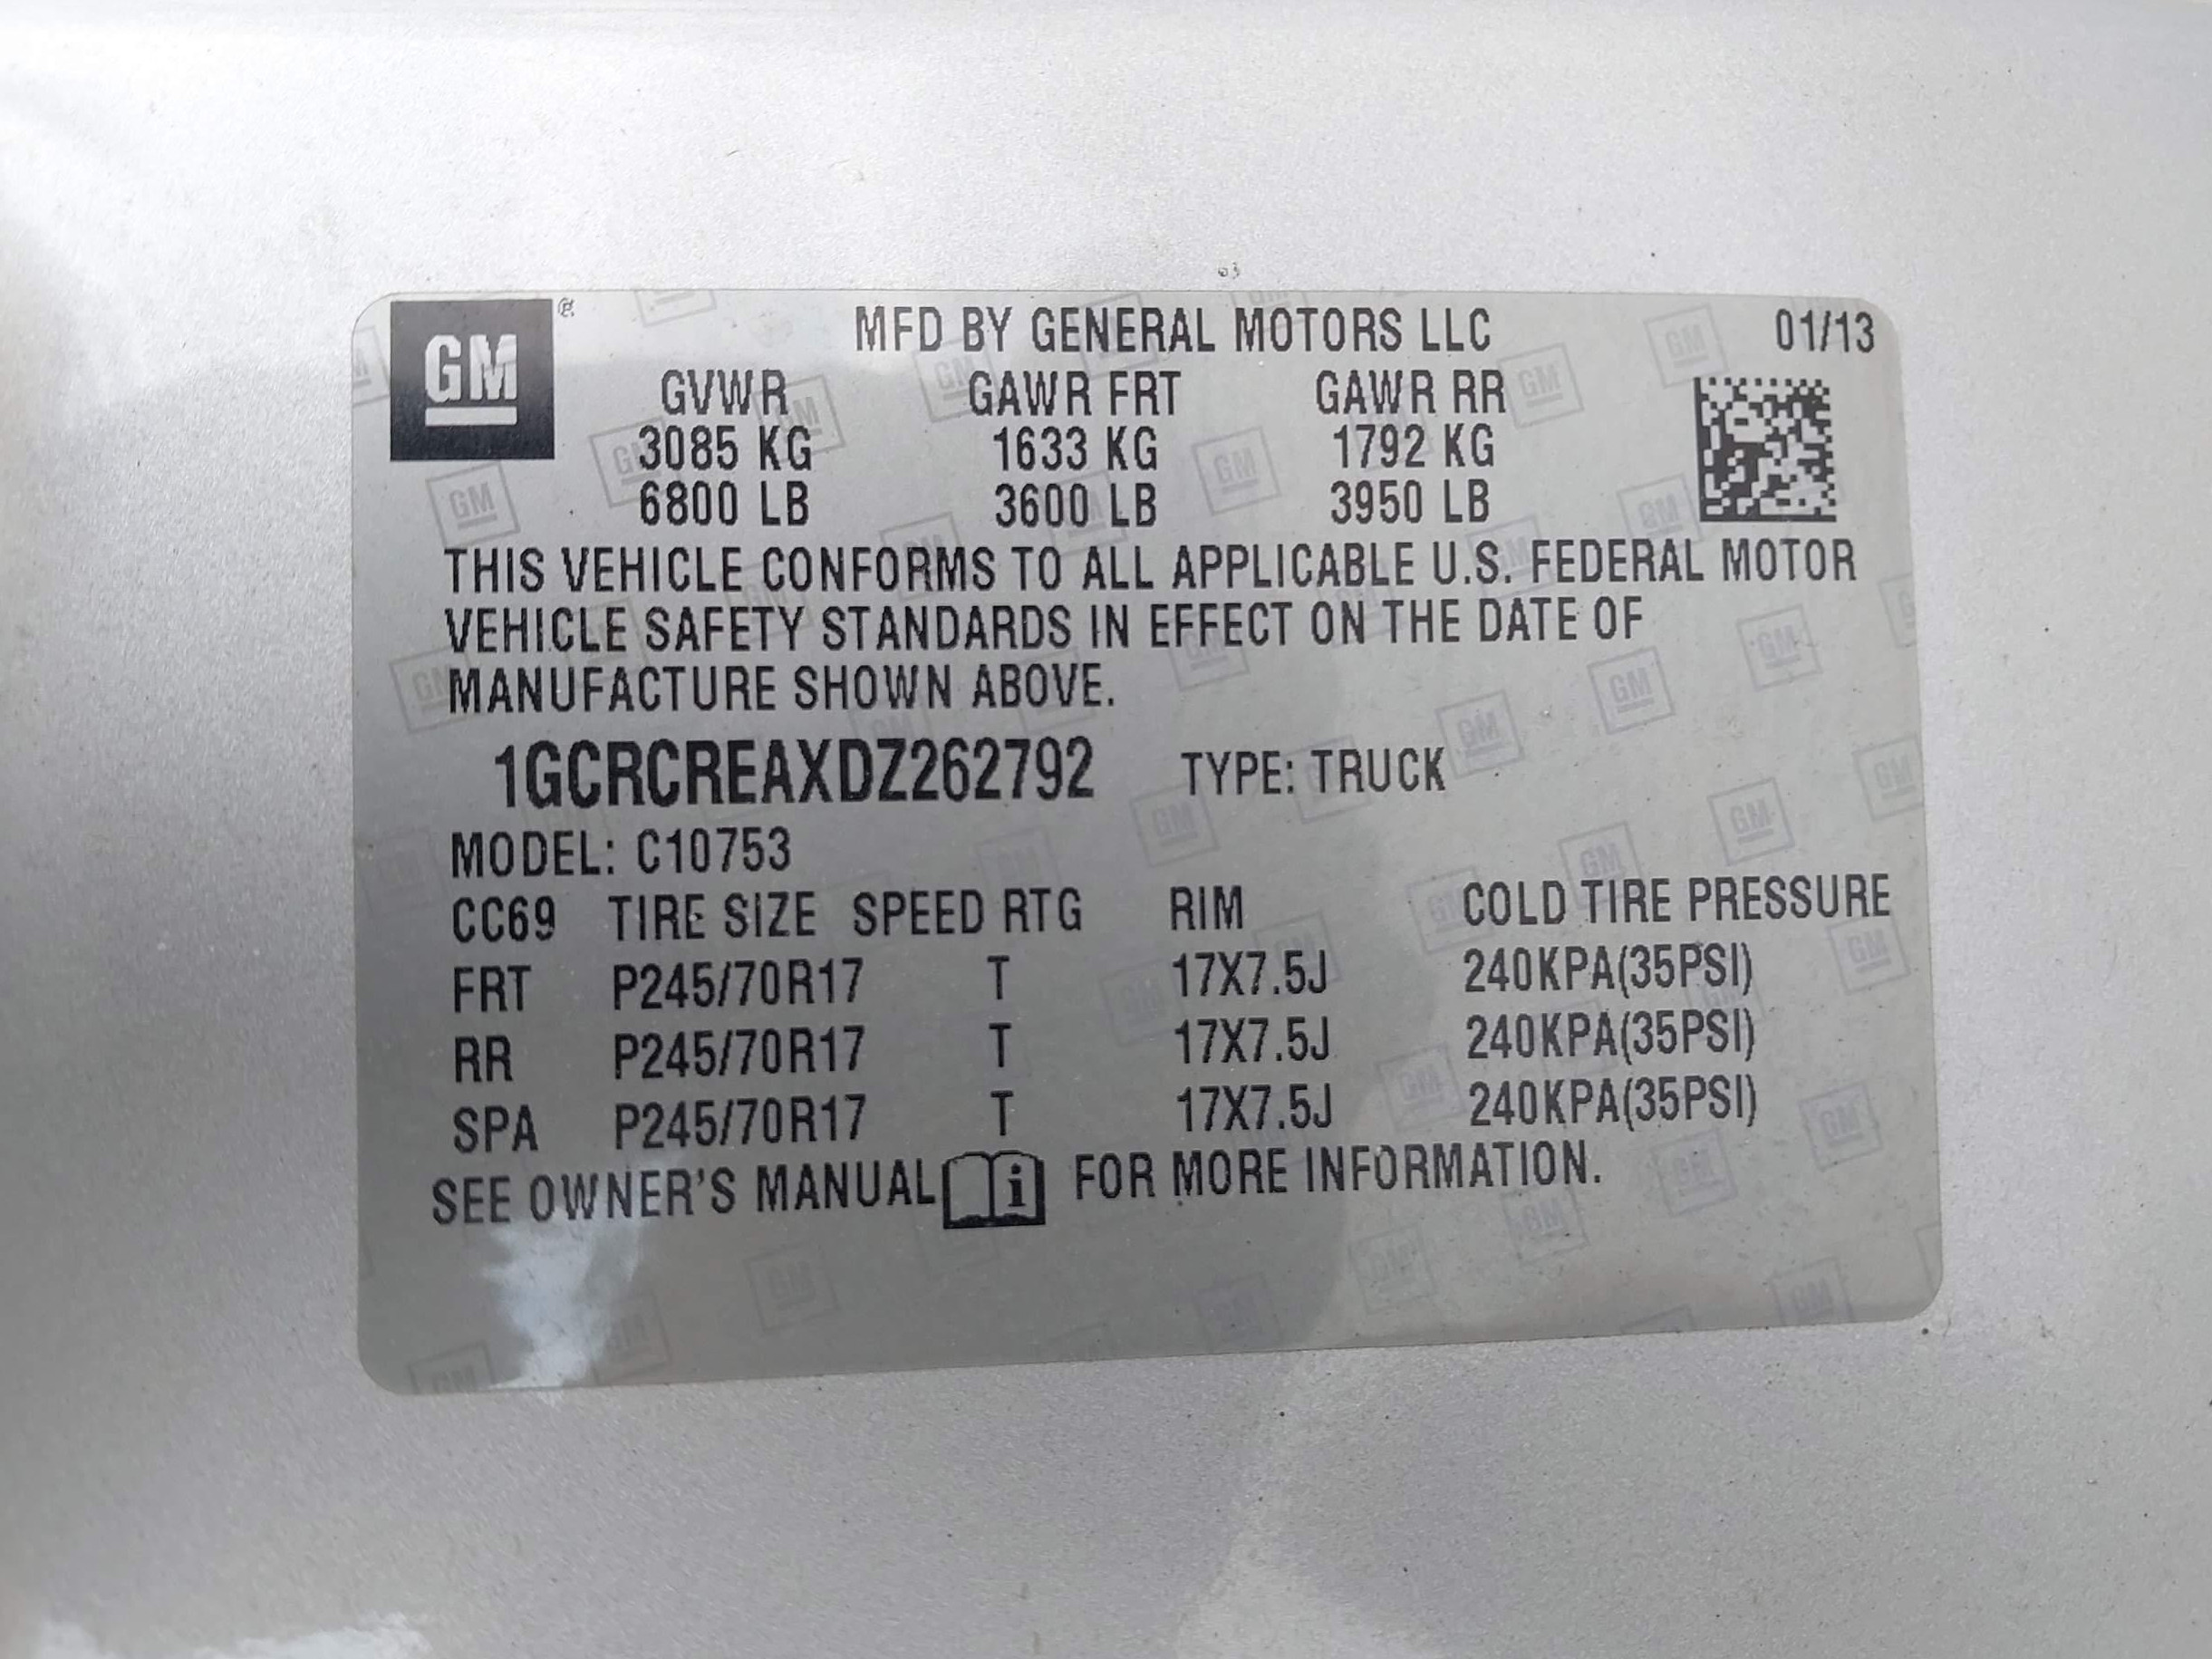 GM
MFD BY GENERAL MOTORS LLC 01/13
GVWR GAWR FRT GAWR RR
3085 KG 1633 KG 1792 KG
6800 LB 3600 LB 3950 LB
THIS VEHICLE CONFORMS TO ALL APPLICABLE U.S. FEDERAL MOTOR
VEHICLE SAFETY STANDARDS IN EFFECT ON THE DATE OF
MANUFACTURE SHOWN ABOVE.
1GCRCREAXDZ262792 TYPE: TRUCK
MODEL: C10753
CC69 TIRE SIZE SPEED RTG RIM COLD TIRE PRESSURE
FRT P245/70R17 T 17X7.5J 240KPA(35PSI)
RR P245/70R17 T 17X7.5J 240KPA(35PSI)
SPA P245/70R17 T 17X7.5J 240KPA(35PSI)
SEE OWNER'S MANUAL i FOR MORE INFORMATION.